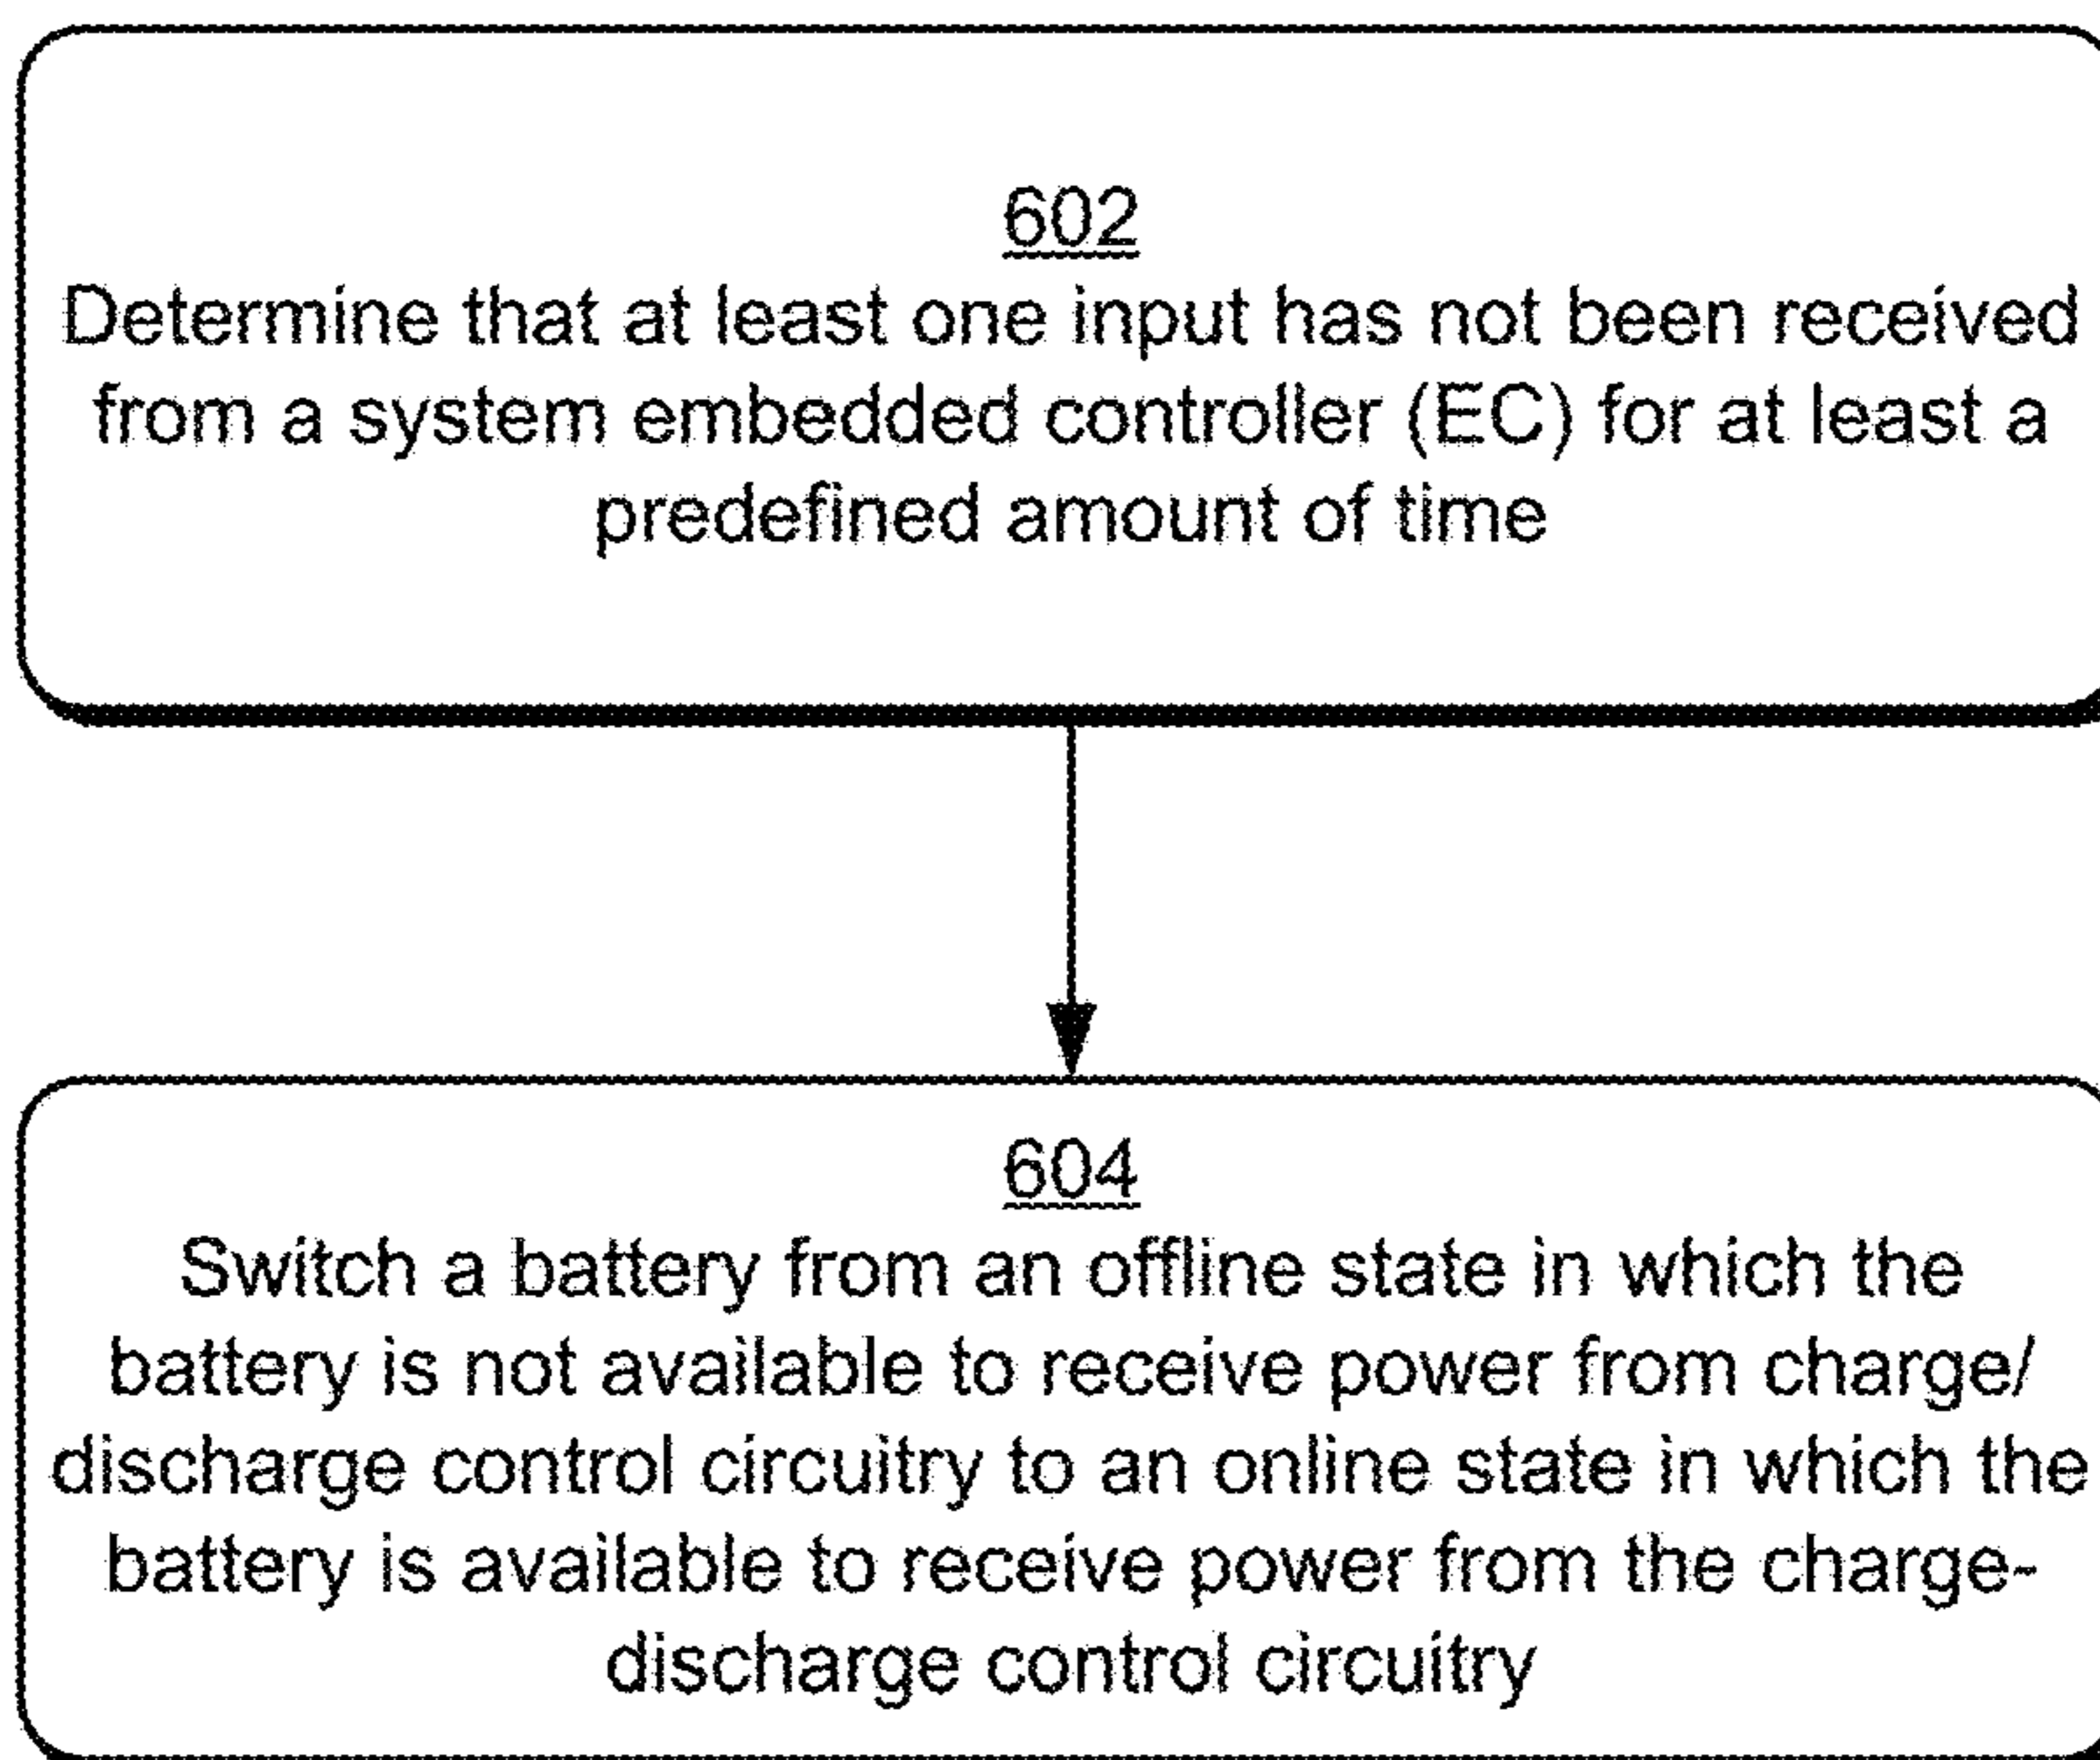 602
Determine that at least one input has not been received
from a system embedded controller (EC) for at least a
predefined amount of time
604
Switch a battery from an offline state in which the
battery is not available to receive power from charge/
discharge control circuitry to an online state in which the
battery is available to receive power from the charge-
discharge control circuitry